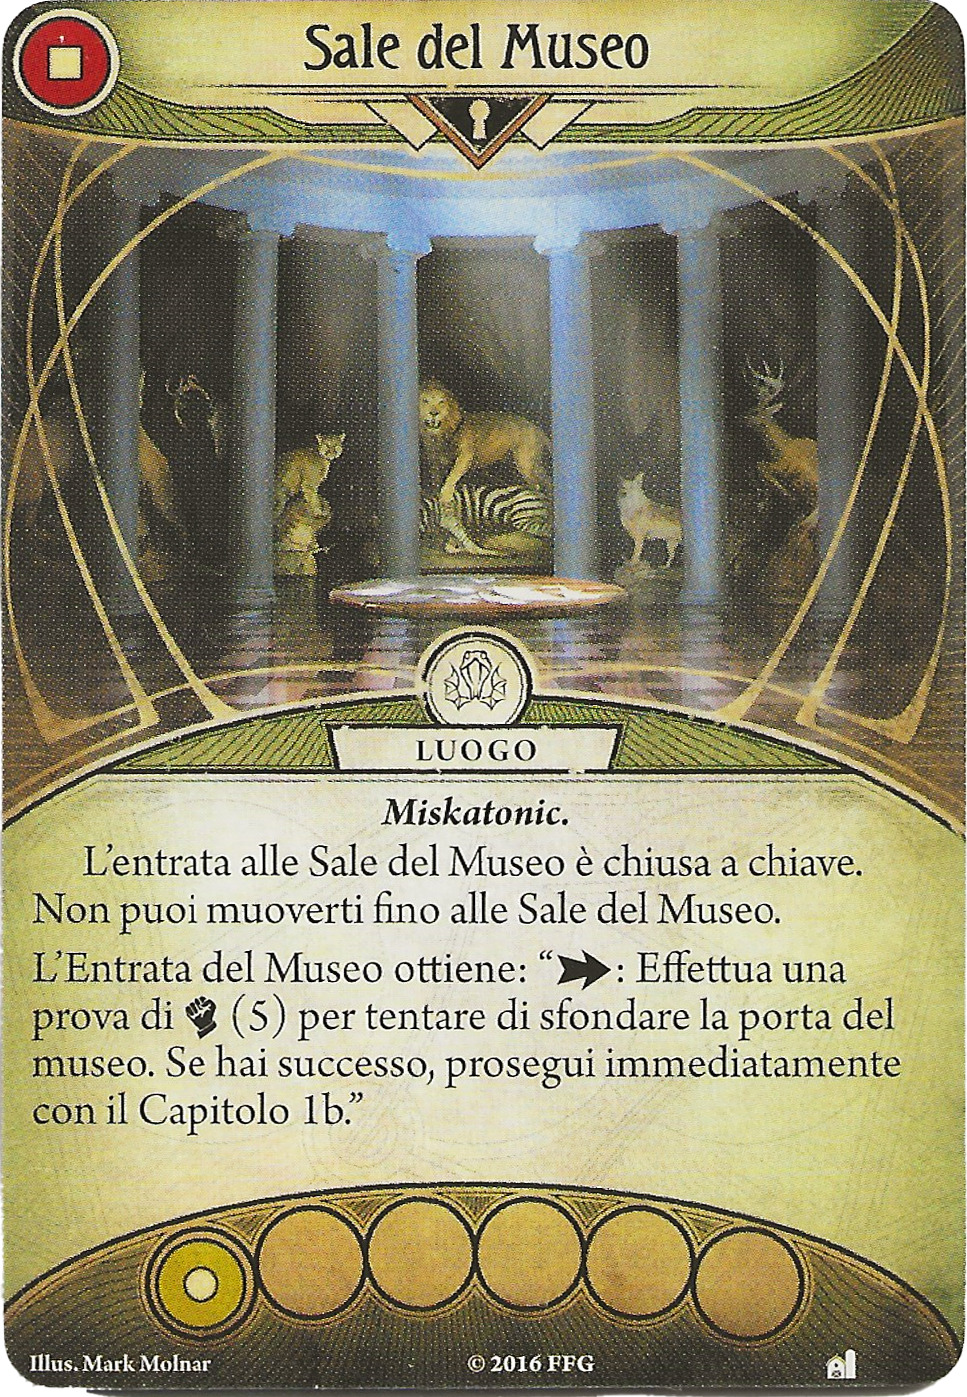 Sale del Museo
LUOGO
Miskatonic.
L'entrata alle Sale del Museo è chiusa a chiave.
Non puoi muoverti fino alle Sale del Museo.
L'Entrata del Museo ottiene: “: Effettua una
prova di (5) per tentare di sfondare la porta del
museo. Se hai successo, prosegui immediatamente
con il Capitolo 1b.”
Illus. Mark Molnar
© 2016 FFG